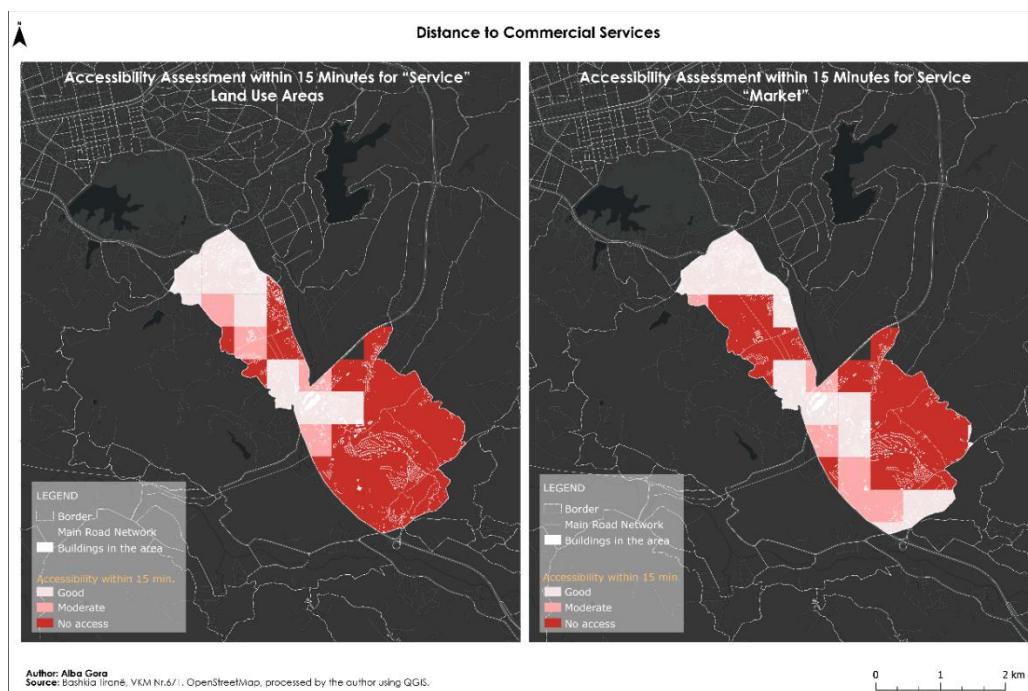 N
Distance to Commercial Services
Accessibility Assessment within 15 Minutes for “Service”
Land Use Areas
LEGEND
Border
Main Road Network
Buildings in the area
Accessibility within 15 min.
Good
Moderate
No access
Accessibility Assessment within 15 Minutes for Service
“Market”
LEGEND
Border
Main Road Network
Buildings in the area
Accessibility within 15 min
Good
Moderate
No access
Author: Alba Gora
Source: Bashkia Tiranë, VKM Nr.6/1. OpenStreetMap, processed by the author using QGIS.
0 1 2 km